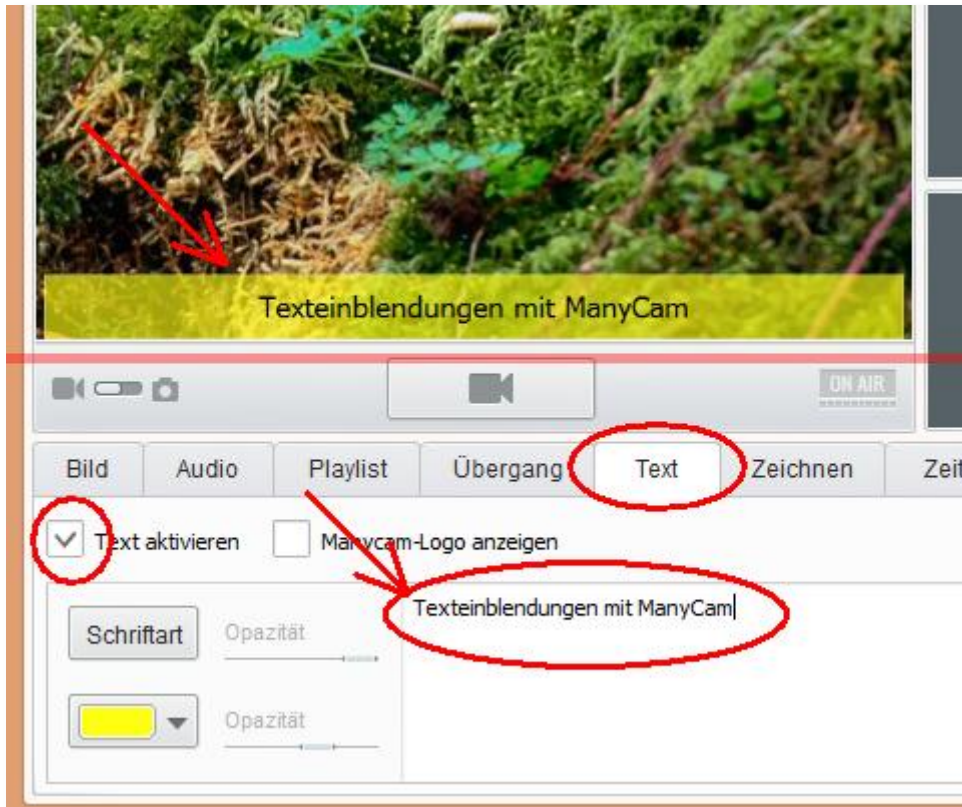 Texteinblendungen mit ManyCam
ON AIR
Bild Audio Playlist Übergang Text Zeichnen Zeit
Text aktivieren Manycam-Logo anzeigen
Texteinblendungen mit ManyCam
Schriftart Opazität
Opazität